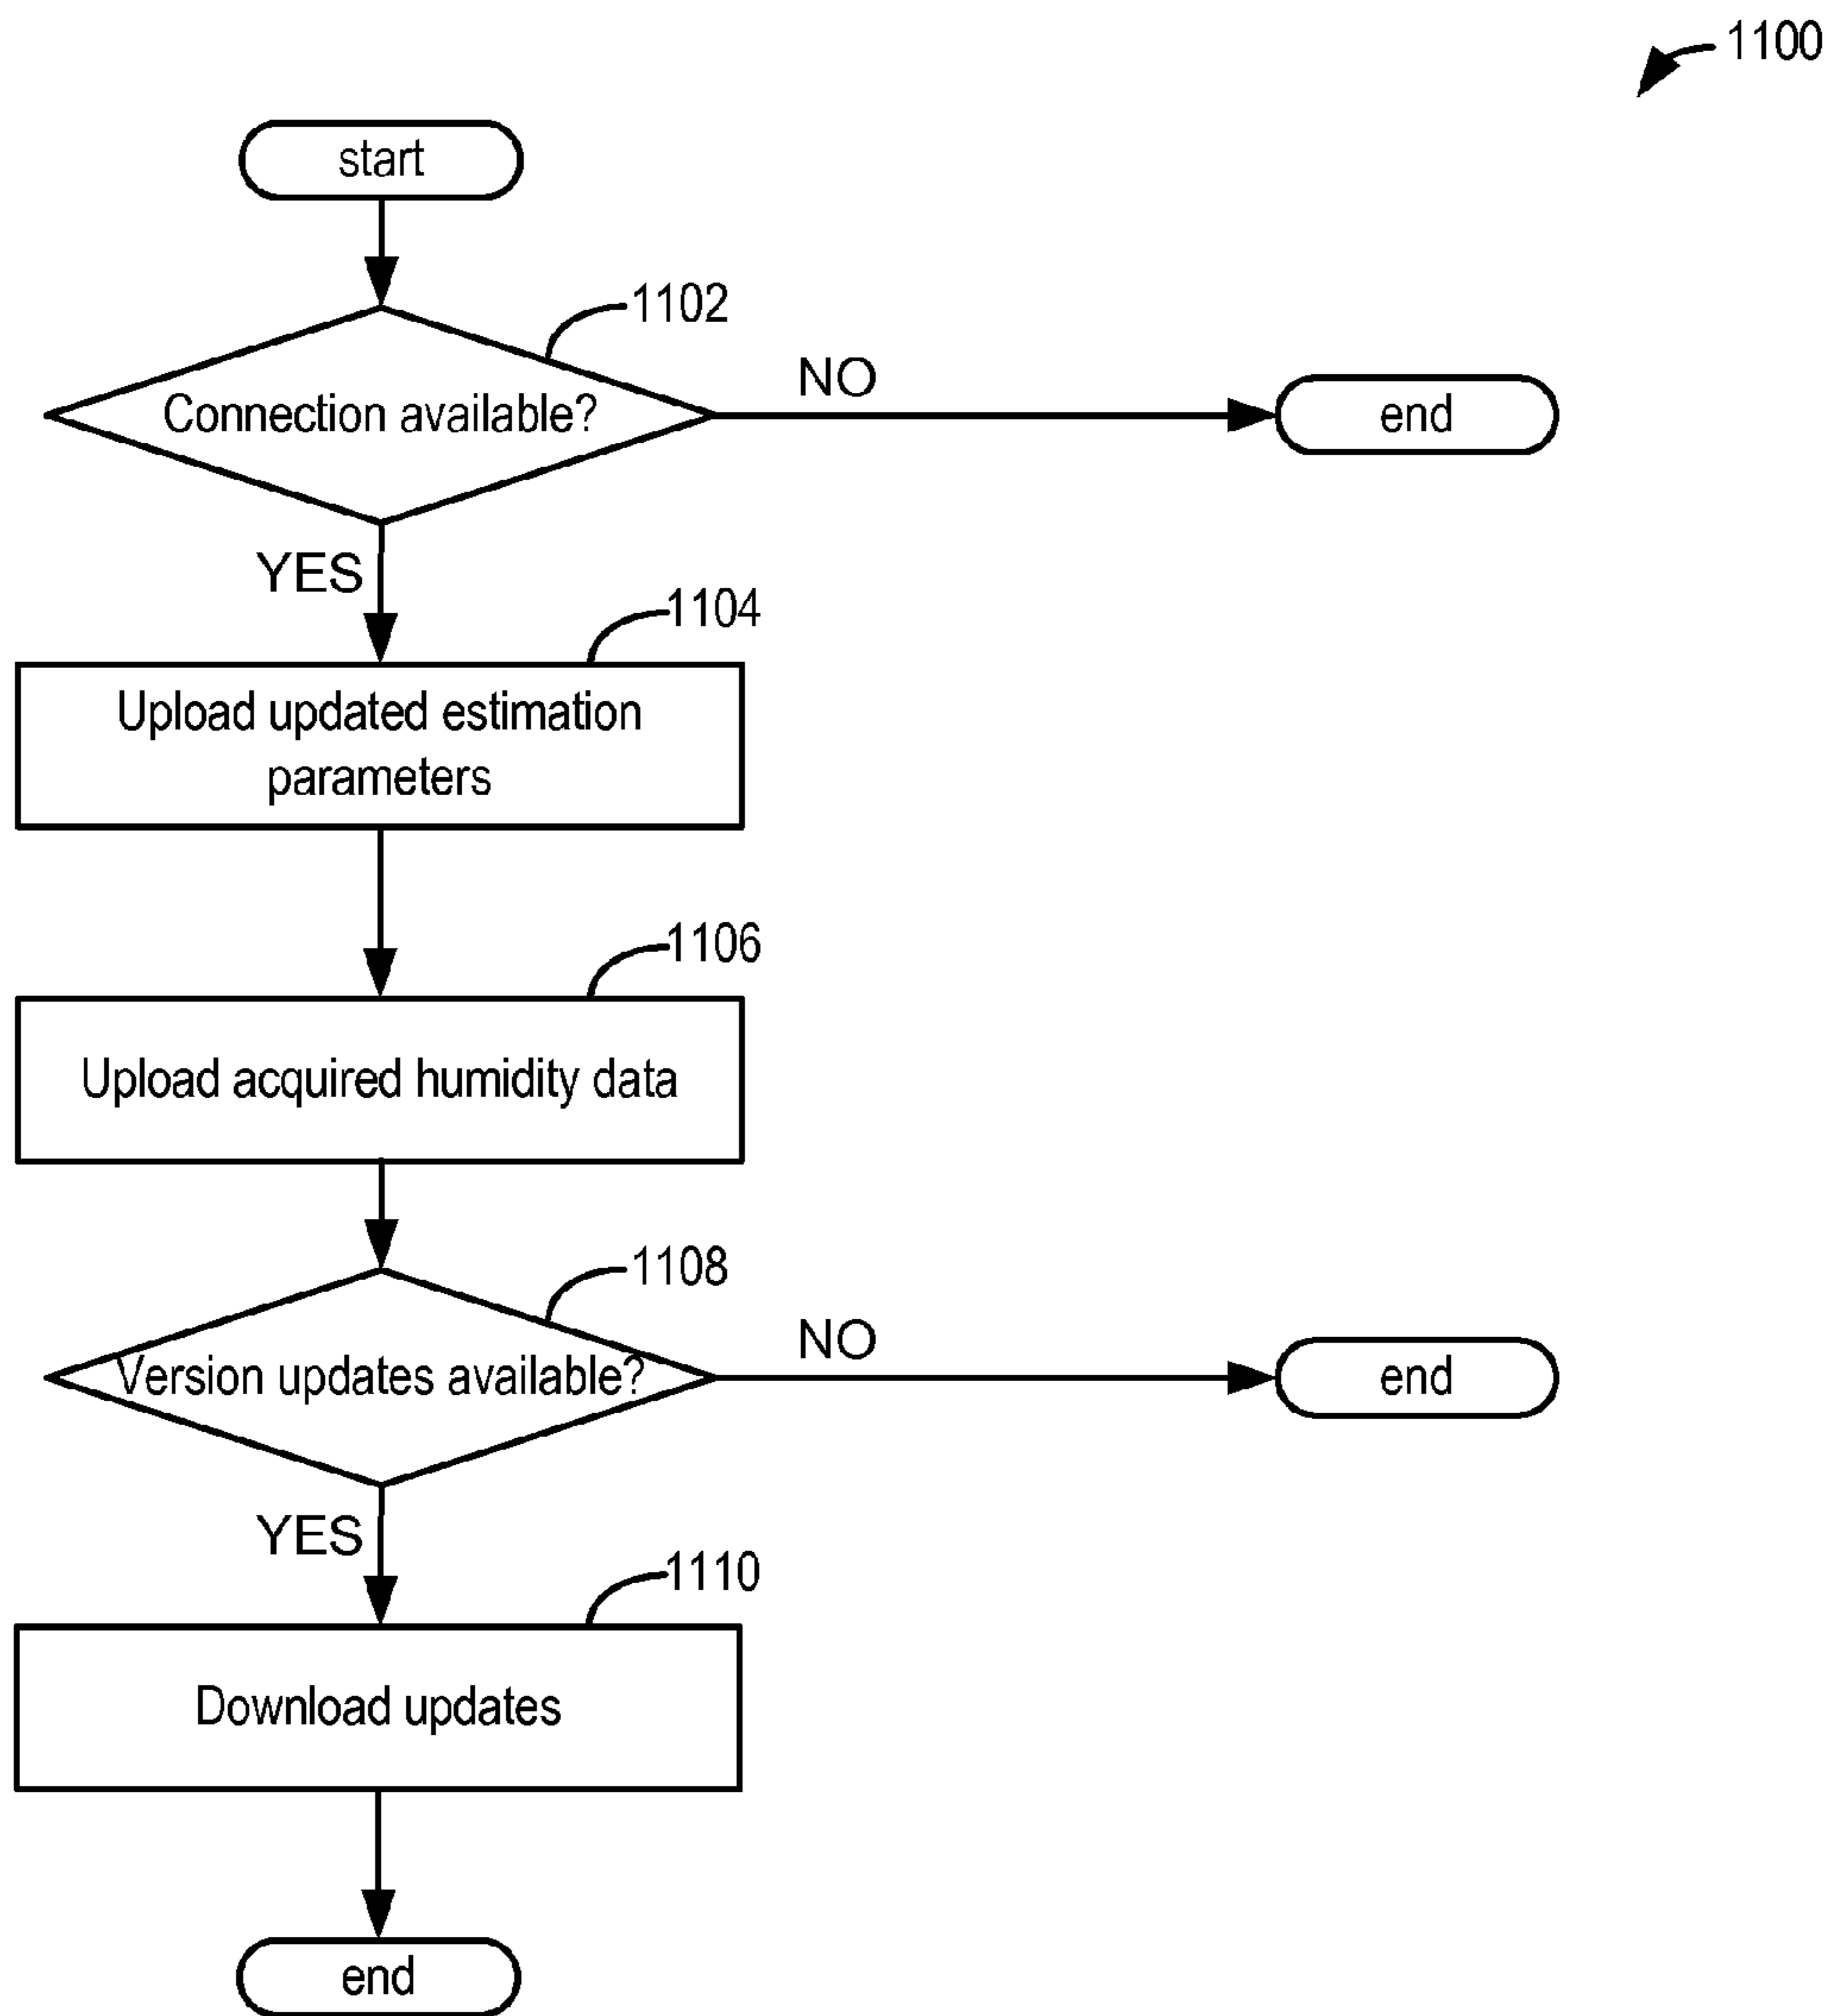 1100
start
1102
Connection available?
NO
end
YES
1104
Upload updated estimation
parameters
1106
Upload acquired humidity data
1108
Version updates available?
NO
end
YES
1110
Download updates
end